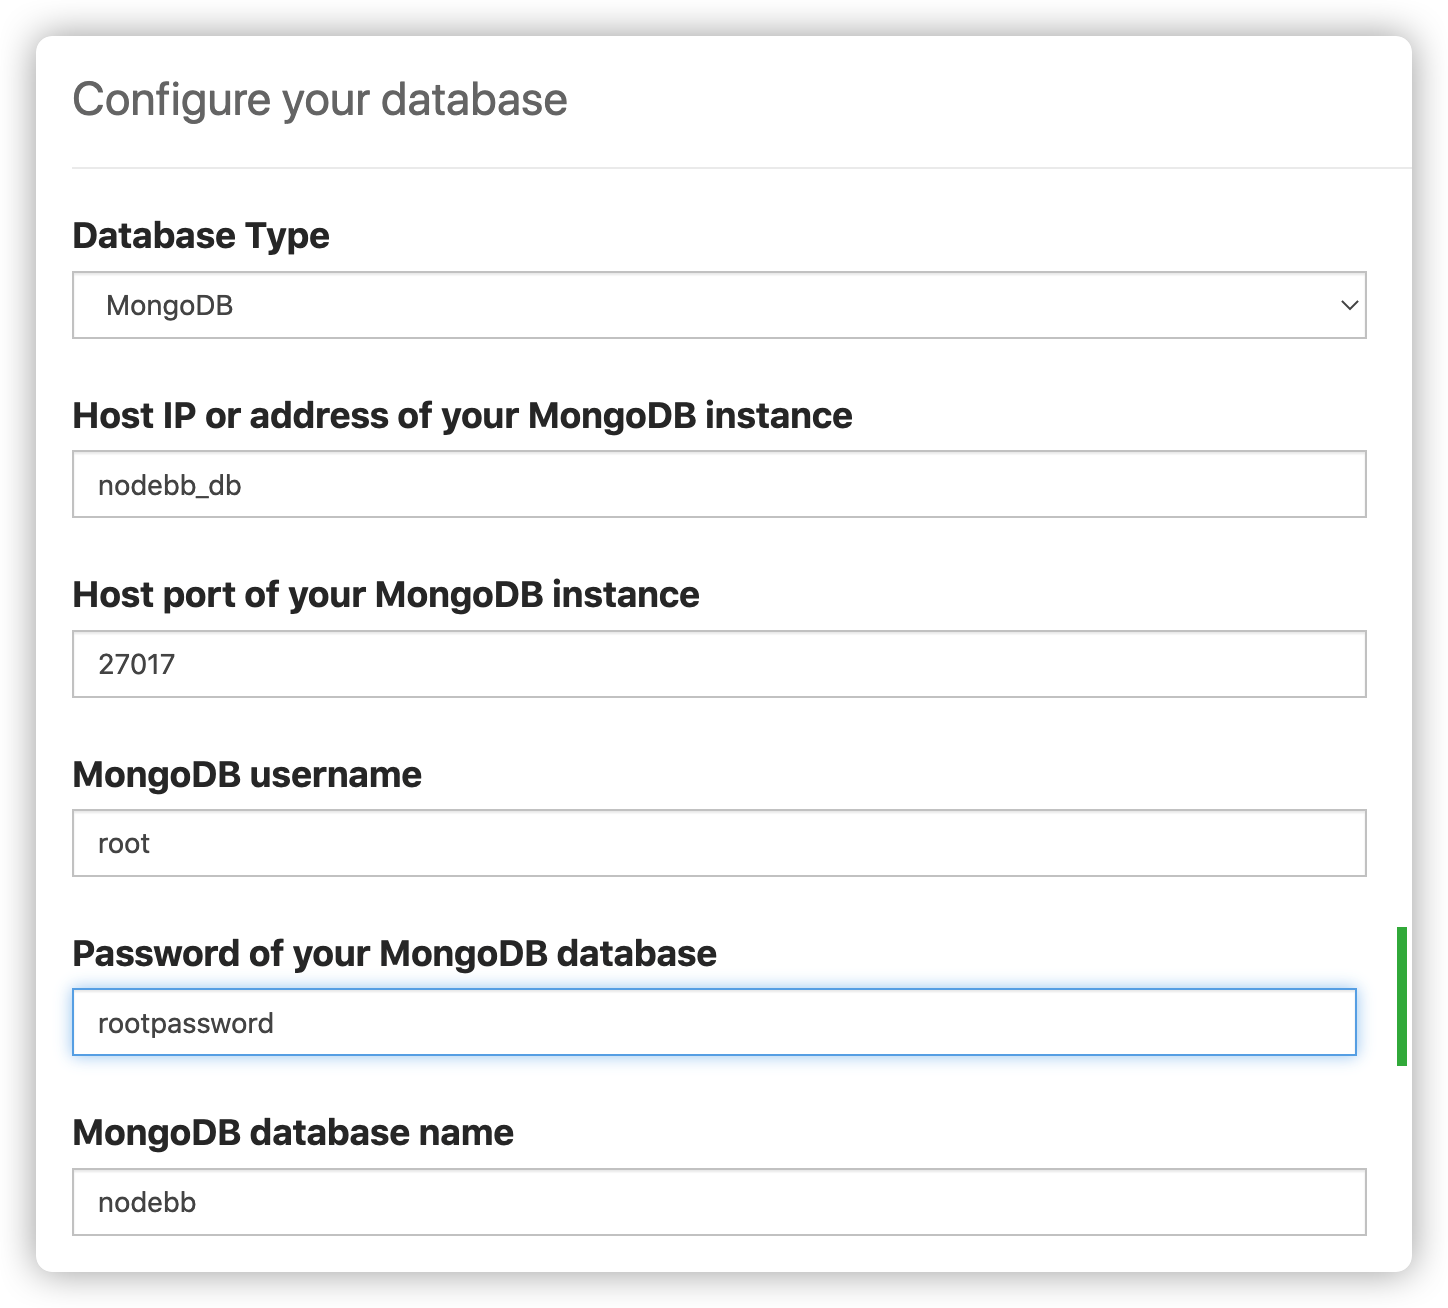 Configure your database
Database Type
MongoDB
Host IP or address of your MongoDB instance
nodebb_db
Host port of your MongoDB instance
27017
MongoDB username
root
Password of your MongoDB database
rootpassword
MongoDB database name
nodebb